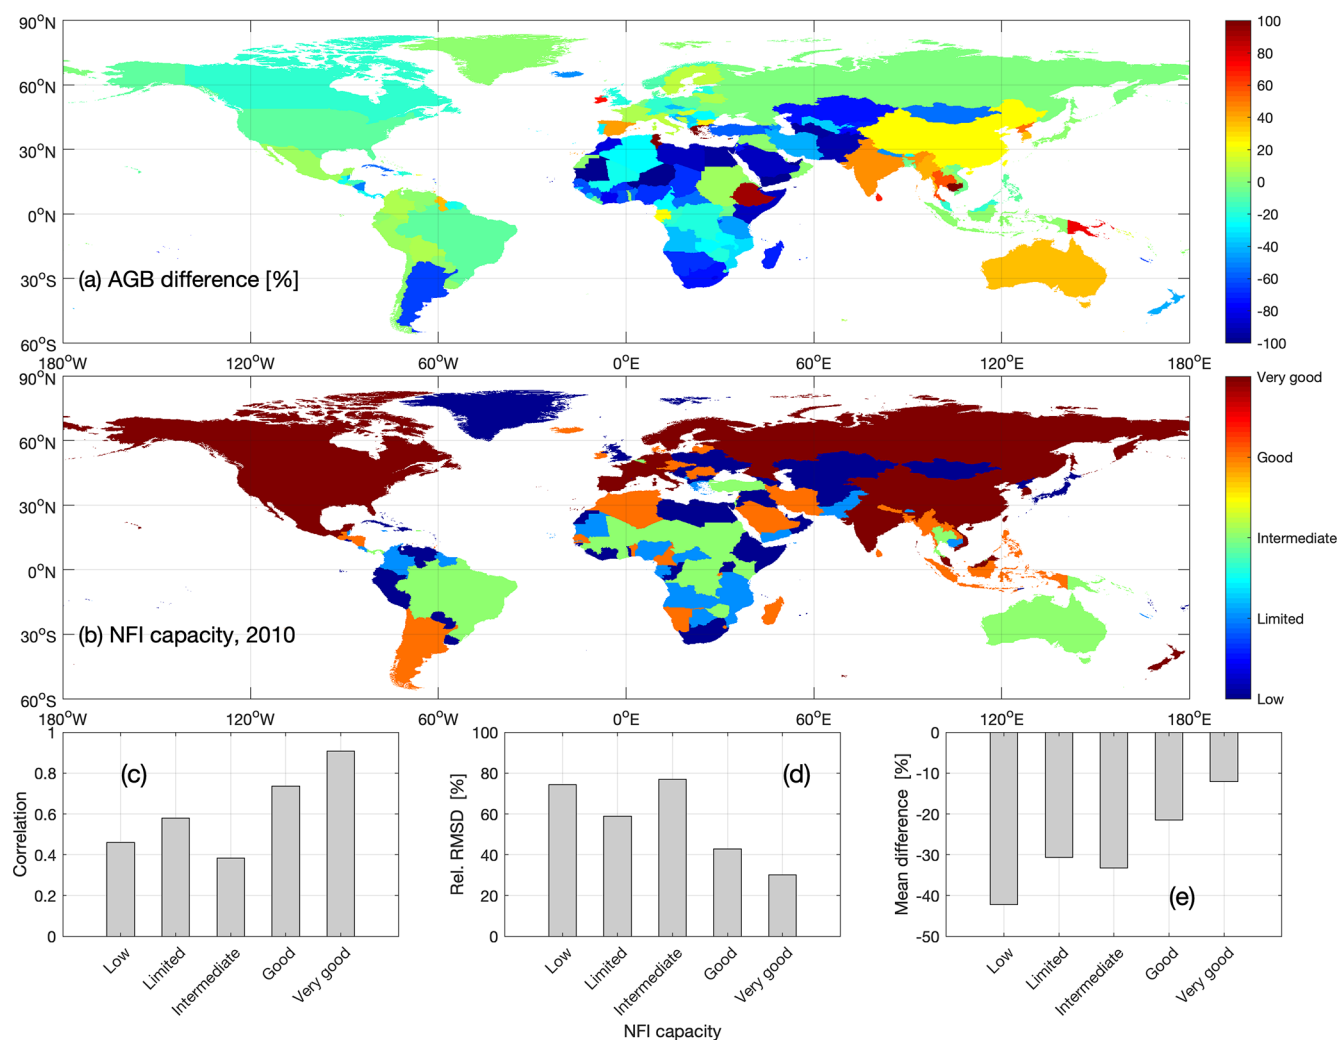 90°N
60°N
30°N
0°N
30°S
60°S
(a) AGB difference [%]
180°W
120°W
60°W
0°E
60°E
120°E
180°E
100
80
60
40
20
0
-20
-40
-60
-80
-100
90°N
60°N
30°N
0°N
30°S
60°S
(b) NFI capacity, 2010
180°W
120°W
60°W
0°E
60°E
120°E
180°E
Very good
Good
Intermediate
Limited
Low
1
0.8
0.6
0.4
0.2
0
Correlation
(c)
Low
Limited
Intermediate
Good
Very good
100
80
60
40
20
0
Rel. RMSD [%]
(d)
Low
Limited
Intermediate
Good
Very good
NFI capacity
0
-10
-20
-30
-40
-50
Mean difference [%]
(e)
Low
Limited
Intermediate
Good
Very good